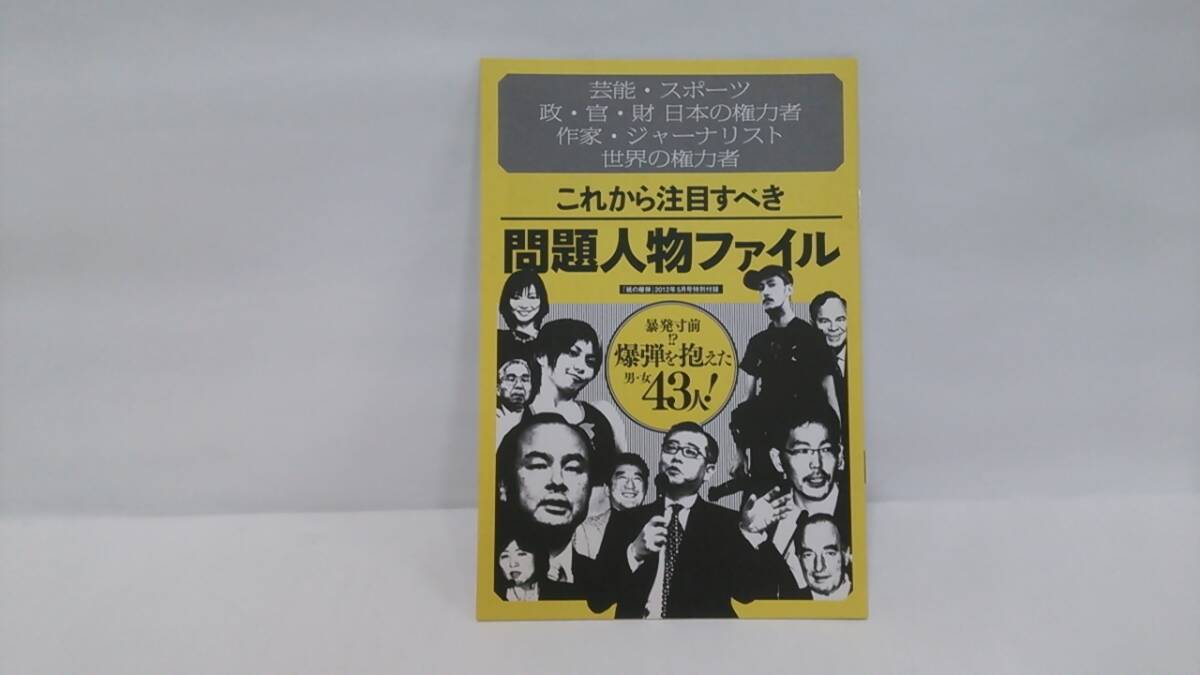 芸能・スポーツ
政・官・財 日本の権力者
作家・ジャーナリスト
世界の権力者
これから注目すべき
問題人物ファイル
「紙の爆弾」2012年5月号特別付録
暴発寸前
!?
爆弾を抱えた
男・女43人!